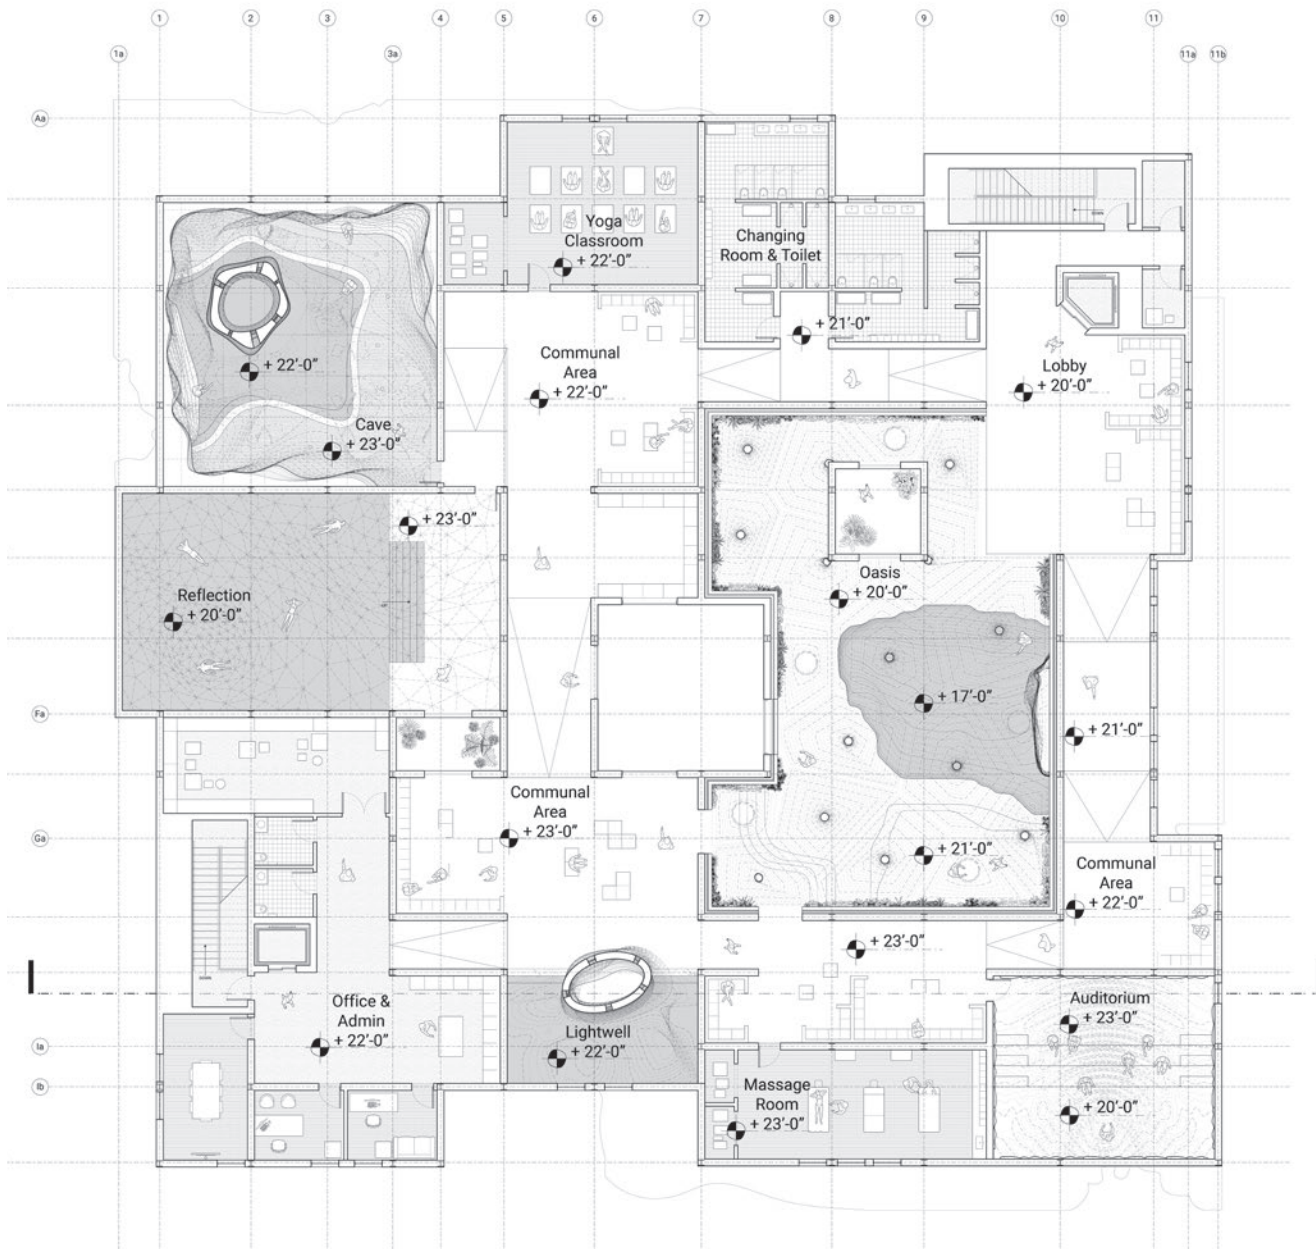 1 2 3 4 5 6 7 8 9 10 11
1a 3a 11a 11b
Aa
Yoga
Classroom
+ 22'-0"
Changing
Room & Toilet
+ 21'-0"
Communal
Area
+ 22'-0"
Lobby
+ 20'-0"
+ 22'-0"
Cave
+ 23'-0"
+ 23'-0"
Reflection
+ 20'-0"
Oasis
+ 20'-0"
+ 17'-0"
Fa
+ 21'-0"
Communal
Area
+ 23'-0"
Ga
+ 21'-0"
Communal
Area
+ 22'-0"
+ 23'-0"
Office &
Admin
+ 22'-0"
Lightwell
+ 22'-0"
Auditorium
+ 23'-0"
Ia
Ib
Massage
Room
+ 23'-0"
+ 20'-0"